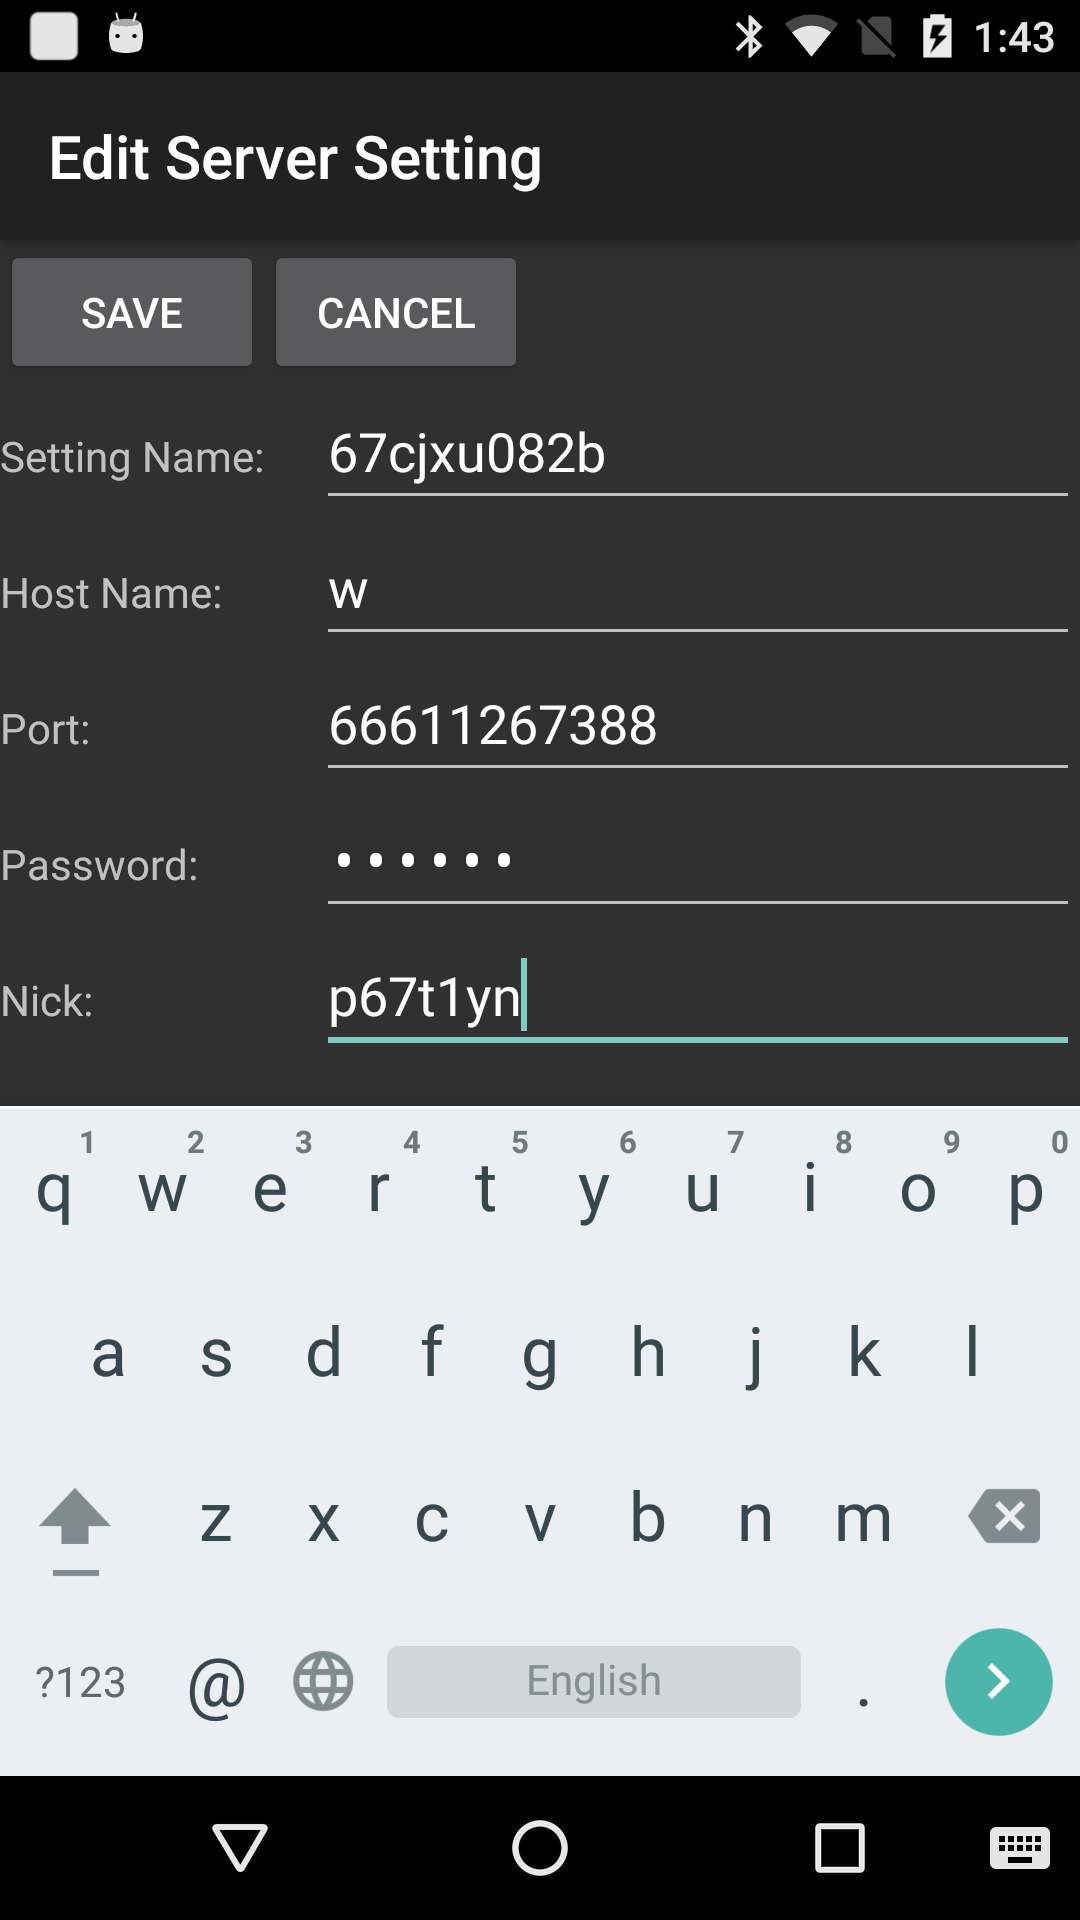 1:43
Edit Server Setting
SAVE CANCEL
Setting Name: 67cjxu082b
Host Name: w
Port: 66611267388
Password: ••••••
Nick: p67t1yn
1 2 3 4 5 6 7 8 9 0
q w e r t y u i o p
a s d f g h j k l
z x c v b n m
?123 @ English .